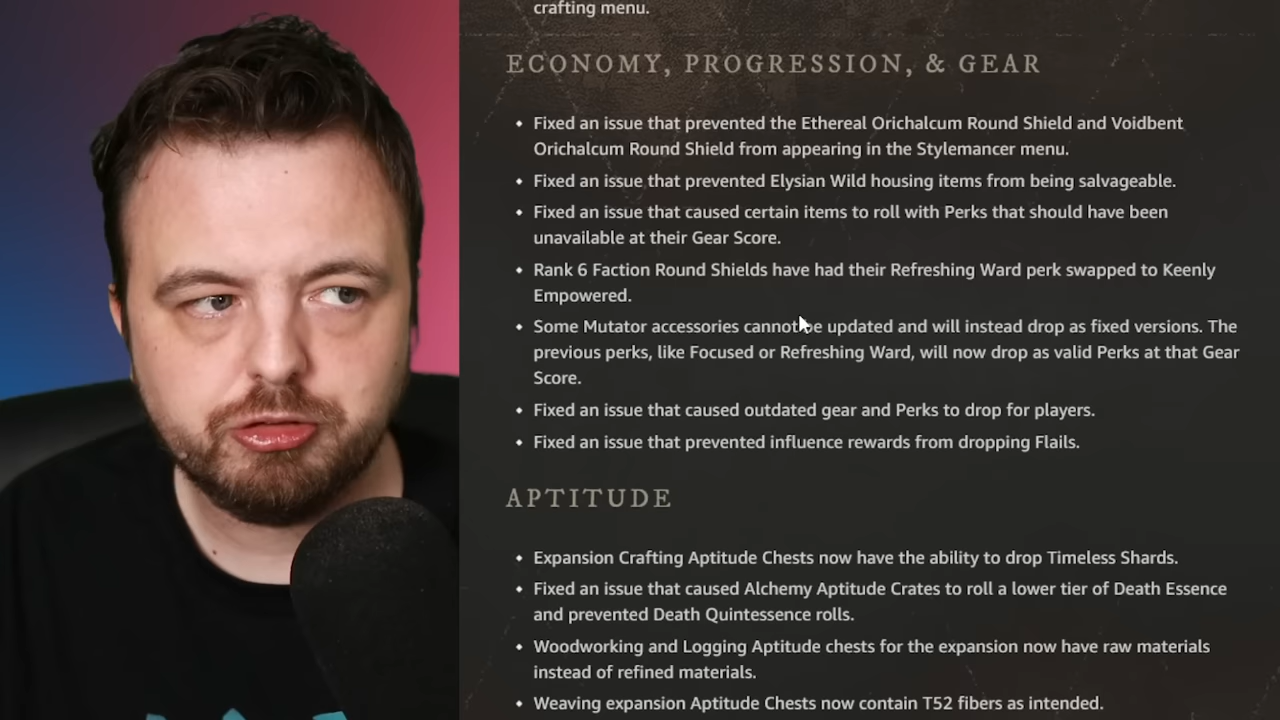 crafting menu.
ECONOMY, PROGRESSION, & GEAR
Fixed an issue that prevented the Ethereal Orichalcum Round Shield and Voidbent
Orichalcum Round Shield from appearing in the Stylemancer menu.
Fixed an issue that prevented Elysian Wild housing items from being salvageable.
Fixed an issue that caused certain items to roll with Perks that should have been
unavailable at their Gear Score.
Rank 6 Faction Round Shields have had their Refreshing Ward perk swapped to Keenly
Empowered.
Some Mutator accessories cannot be updated and will instead drop as fixed versions. The
previous perks, like Focused or Refreshing Ward, will now drop as valid Perks at that Gear
Score.
Fixed an issue that caused outdated gear and Perks to drop for players.
Fixed an issue that prevented influence rewards from dropping Flails.
APTITUDE
Expansion Crafting Aptitude Chests now have the ability to drop Timeless Shards.
Fixed an issue that caused Alchemy Aptitude Crates to roll a lower tier of Death Essence
and prevented Death Quintessence rolls.
Woodworking and Logging Aptitude chests for the expansion now have raw materials
instead of refined materials.
Weaving expansion Aptitude Chests now contain T52 fibers as intended.